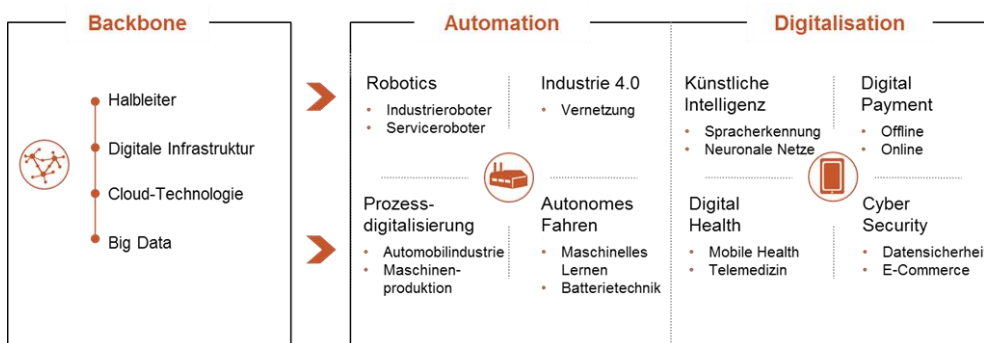 Backbone
Halbleiter
Digitale Infrastruktur
Cloud-Technologie
Big Data
Automation
Robotics
• Industrieroboter
• Serviceroboter
Industrie 4.0
• Vernetzung
Prozess-
digitalisierung
• Automobilindustrie
• Maschinen-
produktion
Autonomes
Fahren
• Maschinelles
Lernen
• Batterietechnik
Digitalisation
Künstliche
Intelligenz
• Spracherkennung
• Neuronale Netze
Digital
Payment
• Offline
• Online
Digital
Health
• Mobile Health
• Telemedizin
Cyber
Security
• Datensicherheit
• E-Commerce